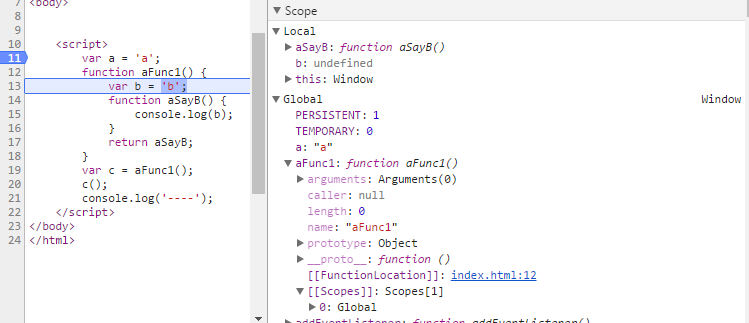 7 <body>
8
9
10 <script>
11 var a = 'a';
12 function aFunc1() {
13 var b = 'b';
14 function aSayB() {
15 console.log(b);
16 }
17 return aSayB;
18 }
19 var c = aFunc1();
20 c();
21 console.log('----');
22 </script>
23 </body>
24 </html>
Scope
Local
aSayB: function aSayB()
b: undefined
this: Window
Global Window
PERSISTENT: 1
TEMPORARY: 0
a: "a"
aFunc1: function aFunc1()
arguments: Arguments(0)
caller: null
length: 0
name: "aFunc1"
prototype: Object
__proto__: function ()
[[FunctionLocation]]: index.html:12
[[Scopes]]: Scopes[1]
0: Global
addEventListener: function addEventListener()